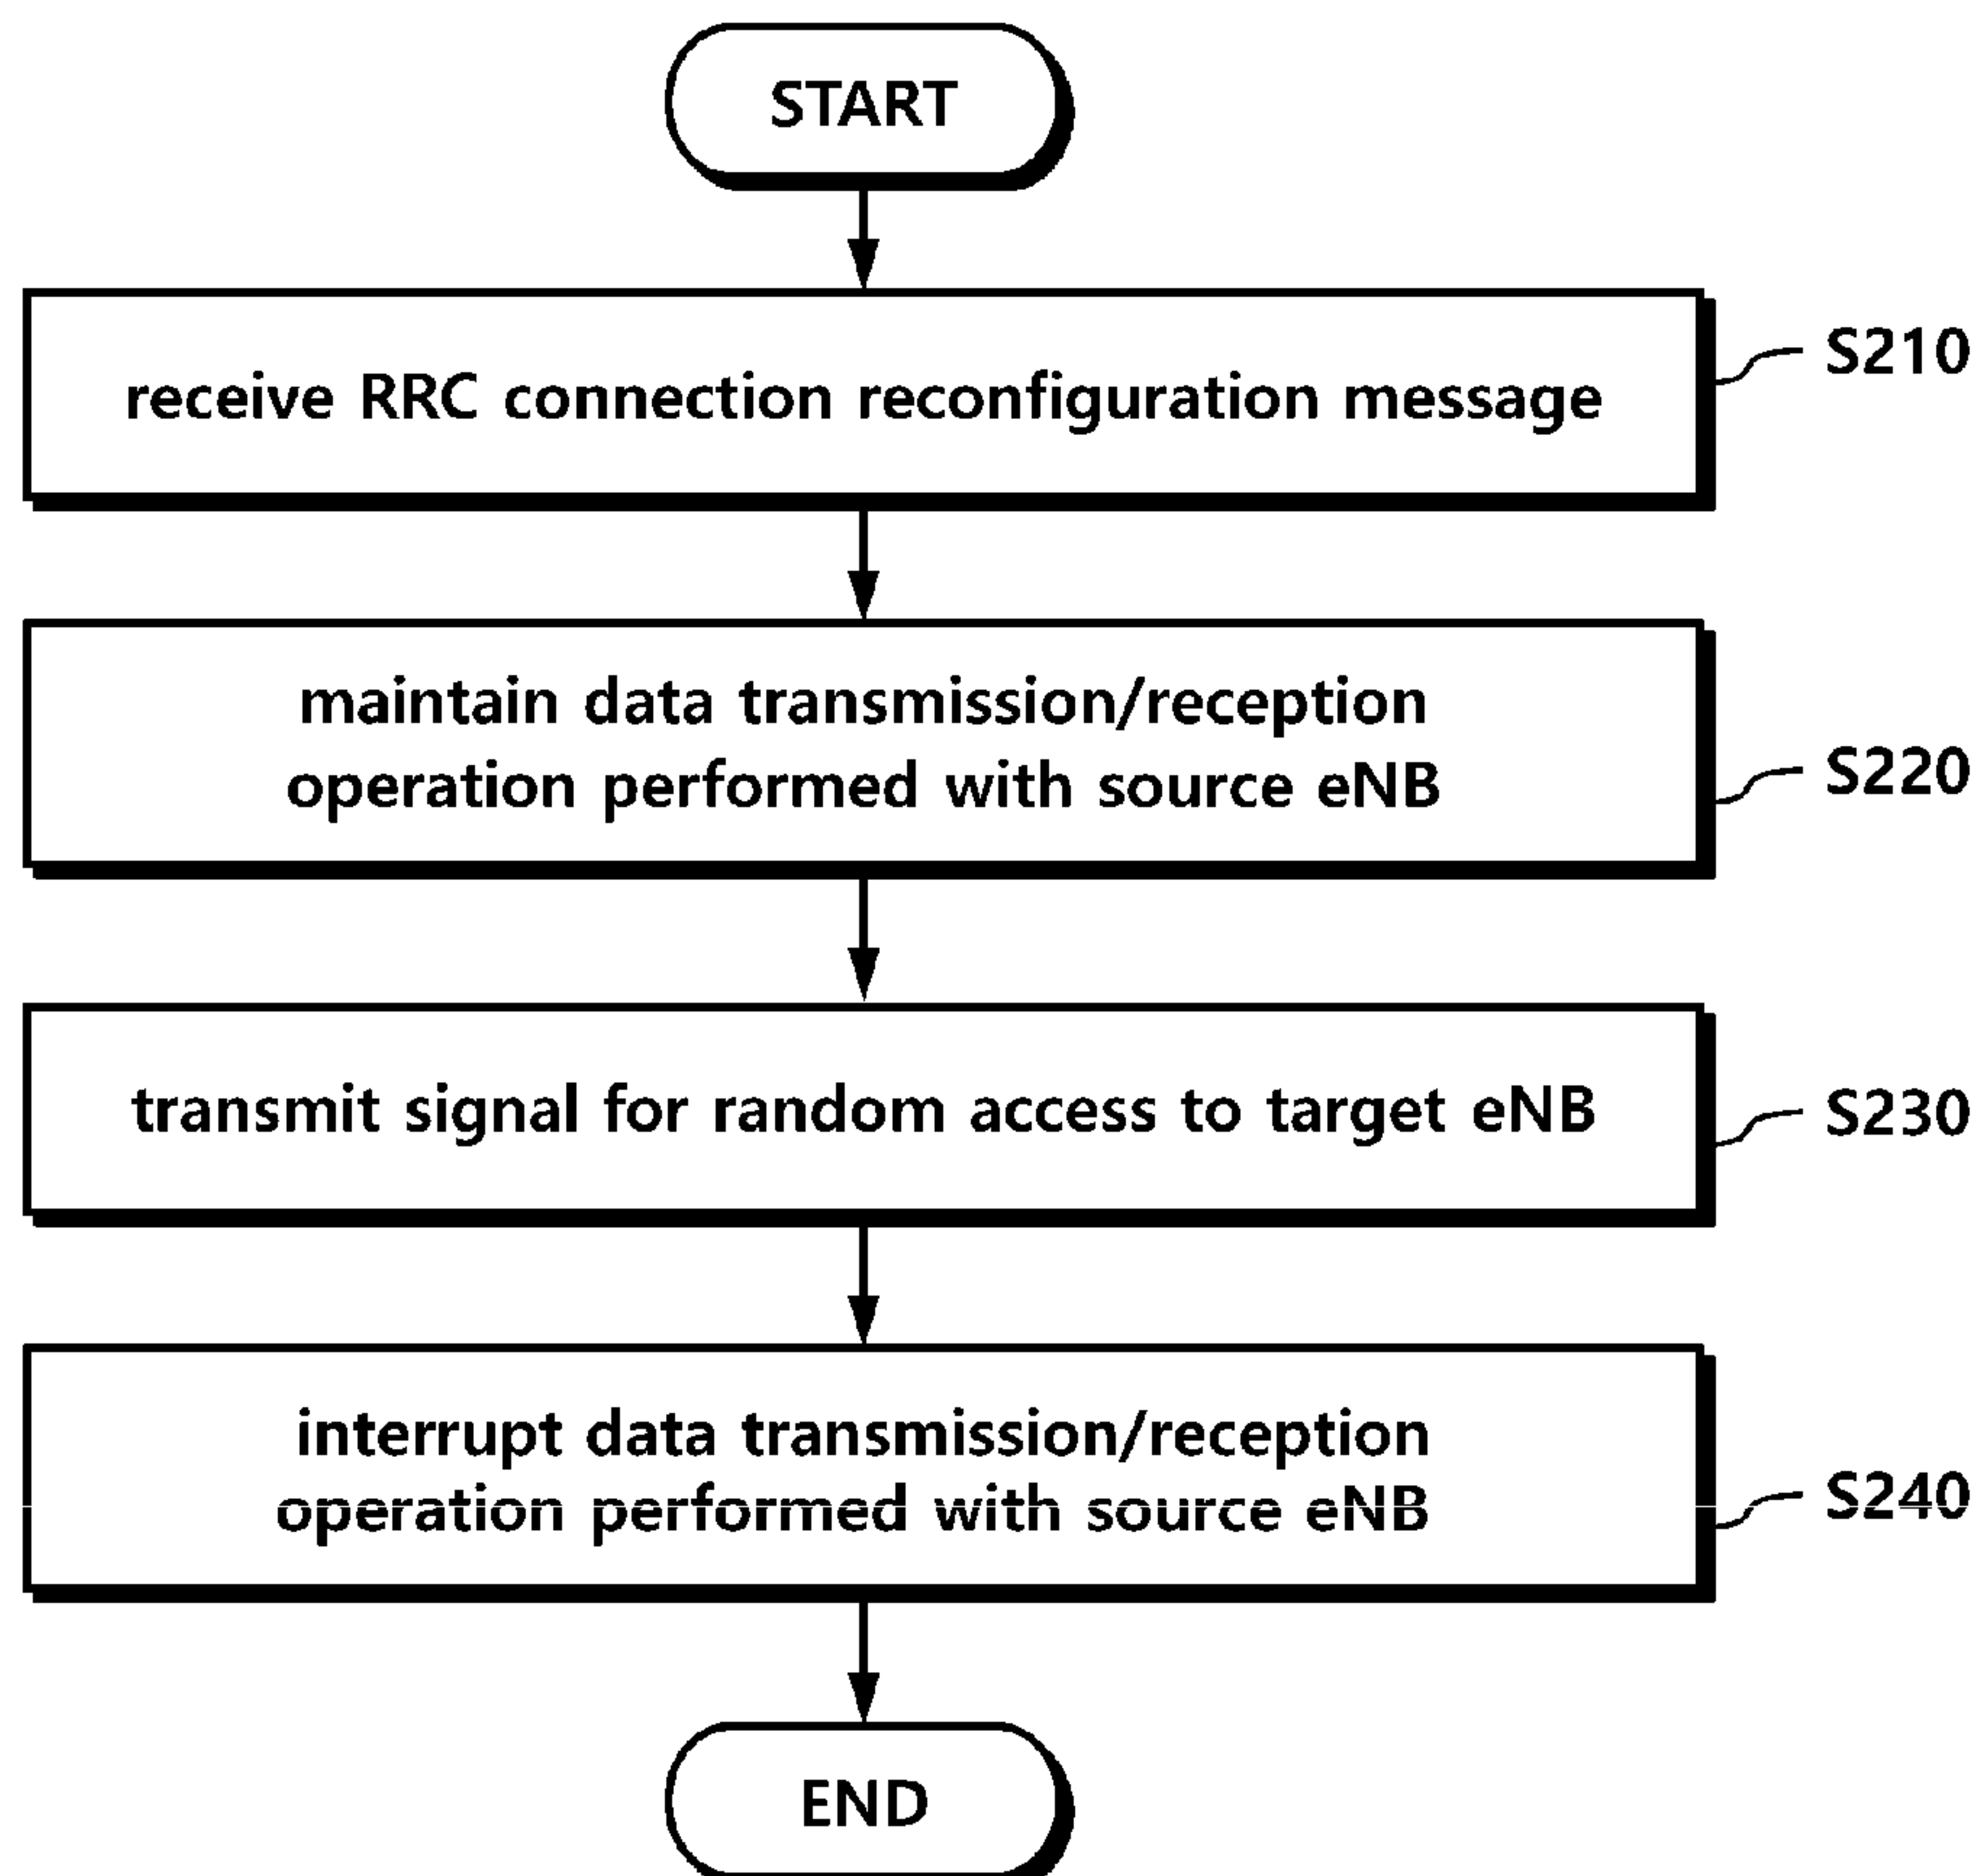 START
receive RRC connection reconfiguration message
S210
maintain data transmission/reception
operation performed with source eNB
S220
transmit signal for random access to target eNB
S230
interrupt data transmission/reception
operation performed with source eNB
S240
END